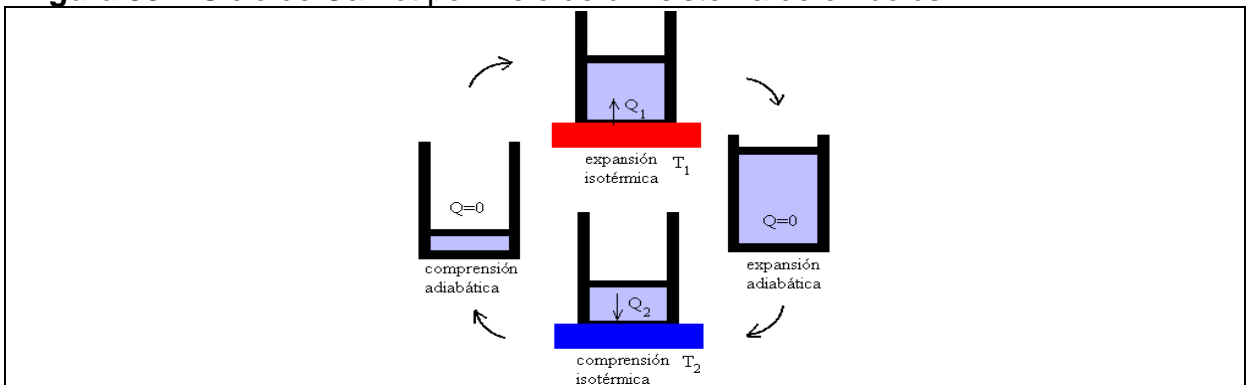 Q₁
expansión T₁
isotérmica
Q=0
comprensión
adiabática
Q=0
expansión
adiabática
Q₂
comprensión T₂
isotérmica